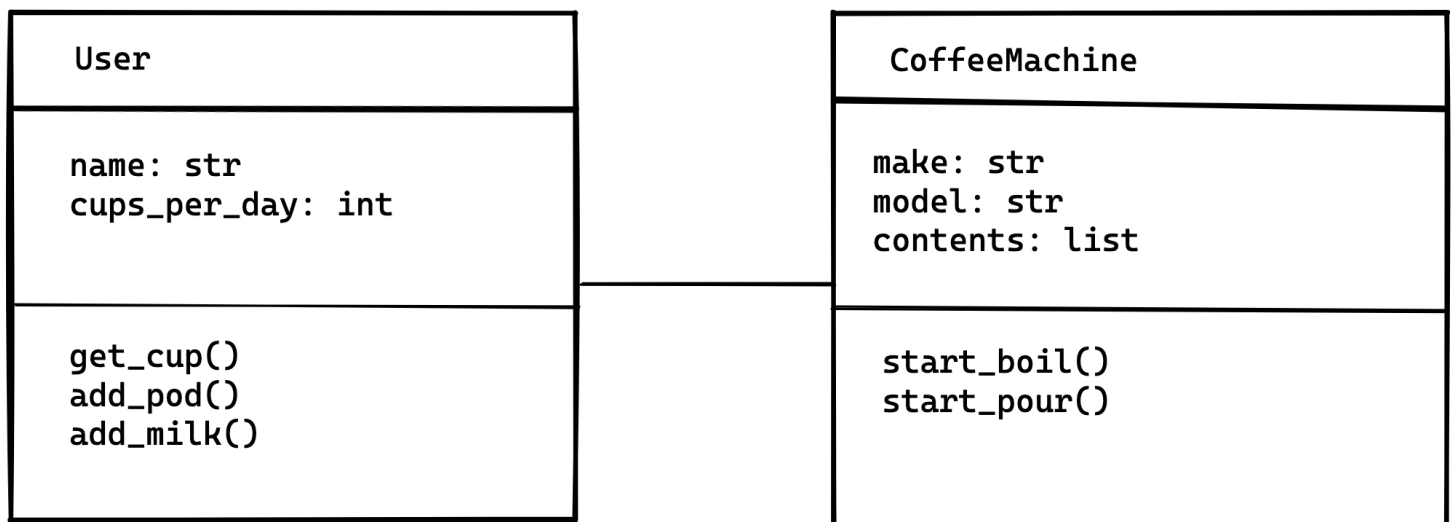 User
name: str
cups_per_day: int
get_cup()
add_pod()
add_milk()
CoffeeMachine
make: str
model: str
contents: list
start_boil()
start_pour()